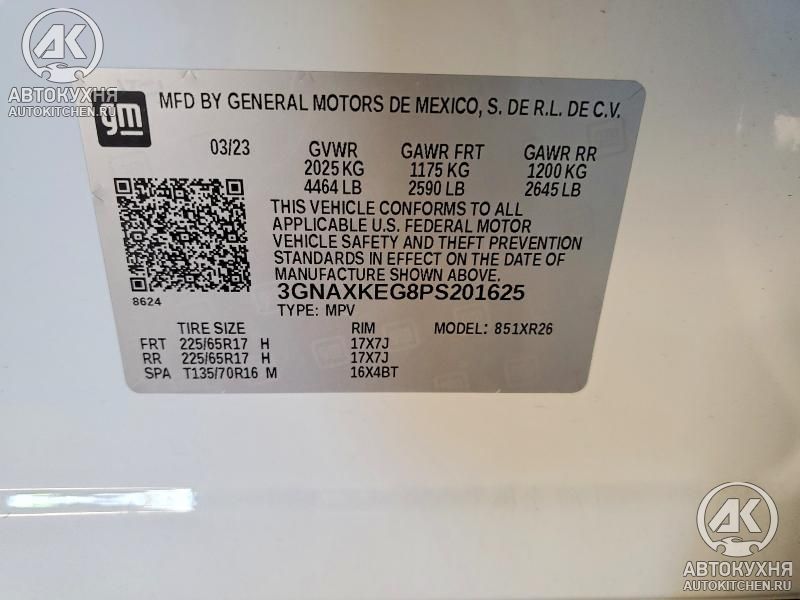 АК
АВТОКУХНЯ
AUTOKITCHEN.RU
gm
MFD BY GENERAL MOTORS DE MEXICO, S. DE R.L. DE C.V.
03/23 GVWR GAWR FRT GAWR RR
2025 KG 1175 KG 1200 KG
4464 LB 2590 LB 2645 LB
THIS VEHICLE CONFORMS TO ALL
APPLICABLE U.S. FEDERAL MOTOR
VEHICLE SAFETY AND THEFT PREVENTION
STANDARDS IN EFFECT ON THE DATE OF
MANUFACTURE SHOWN ABOVE.
8624 3GNAXKEG8PS201625
TYPE: MPV
TIRE SIZE RIM MODEL: 851XR26
FRT 225/65R17 H 17X7J
RR 225/65R17 H 17X7J
SPA T135/70R16 M 16X4BT
АК
АВТОКУХНЯ
AUTOKITCHEN.RU